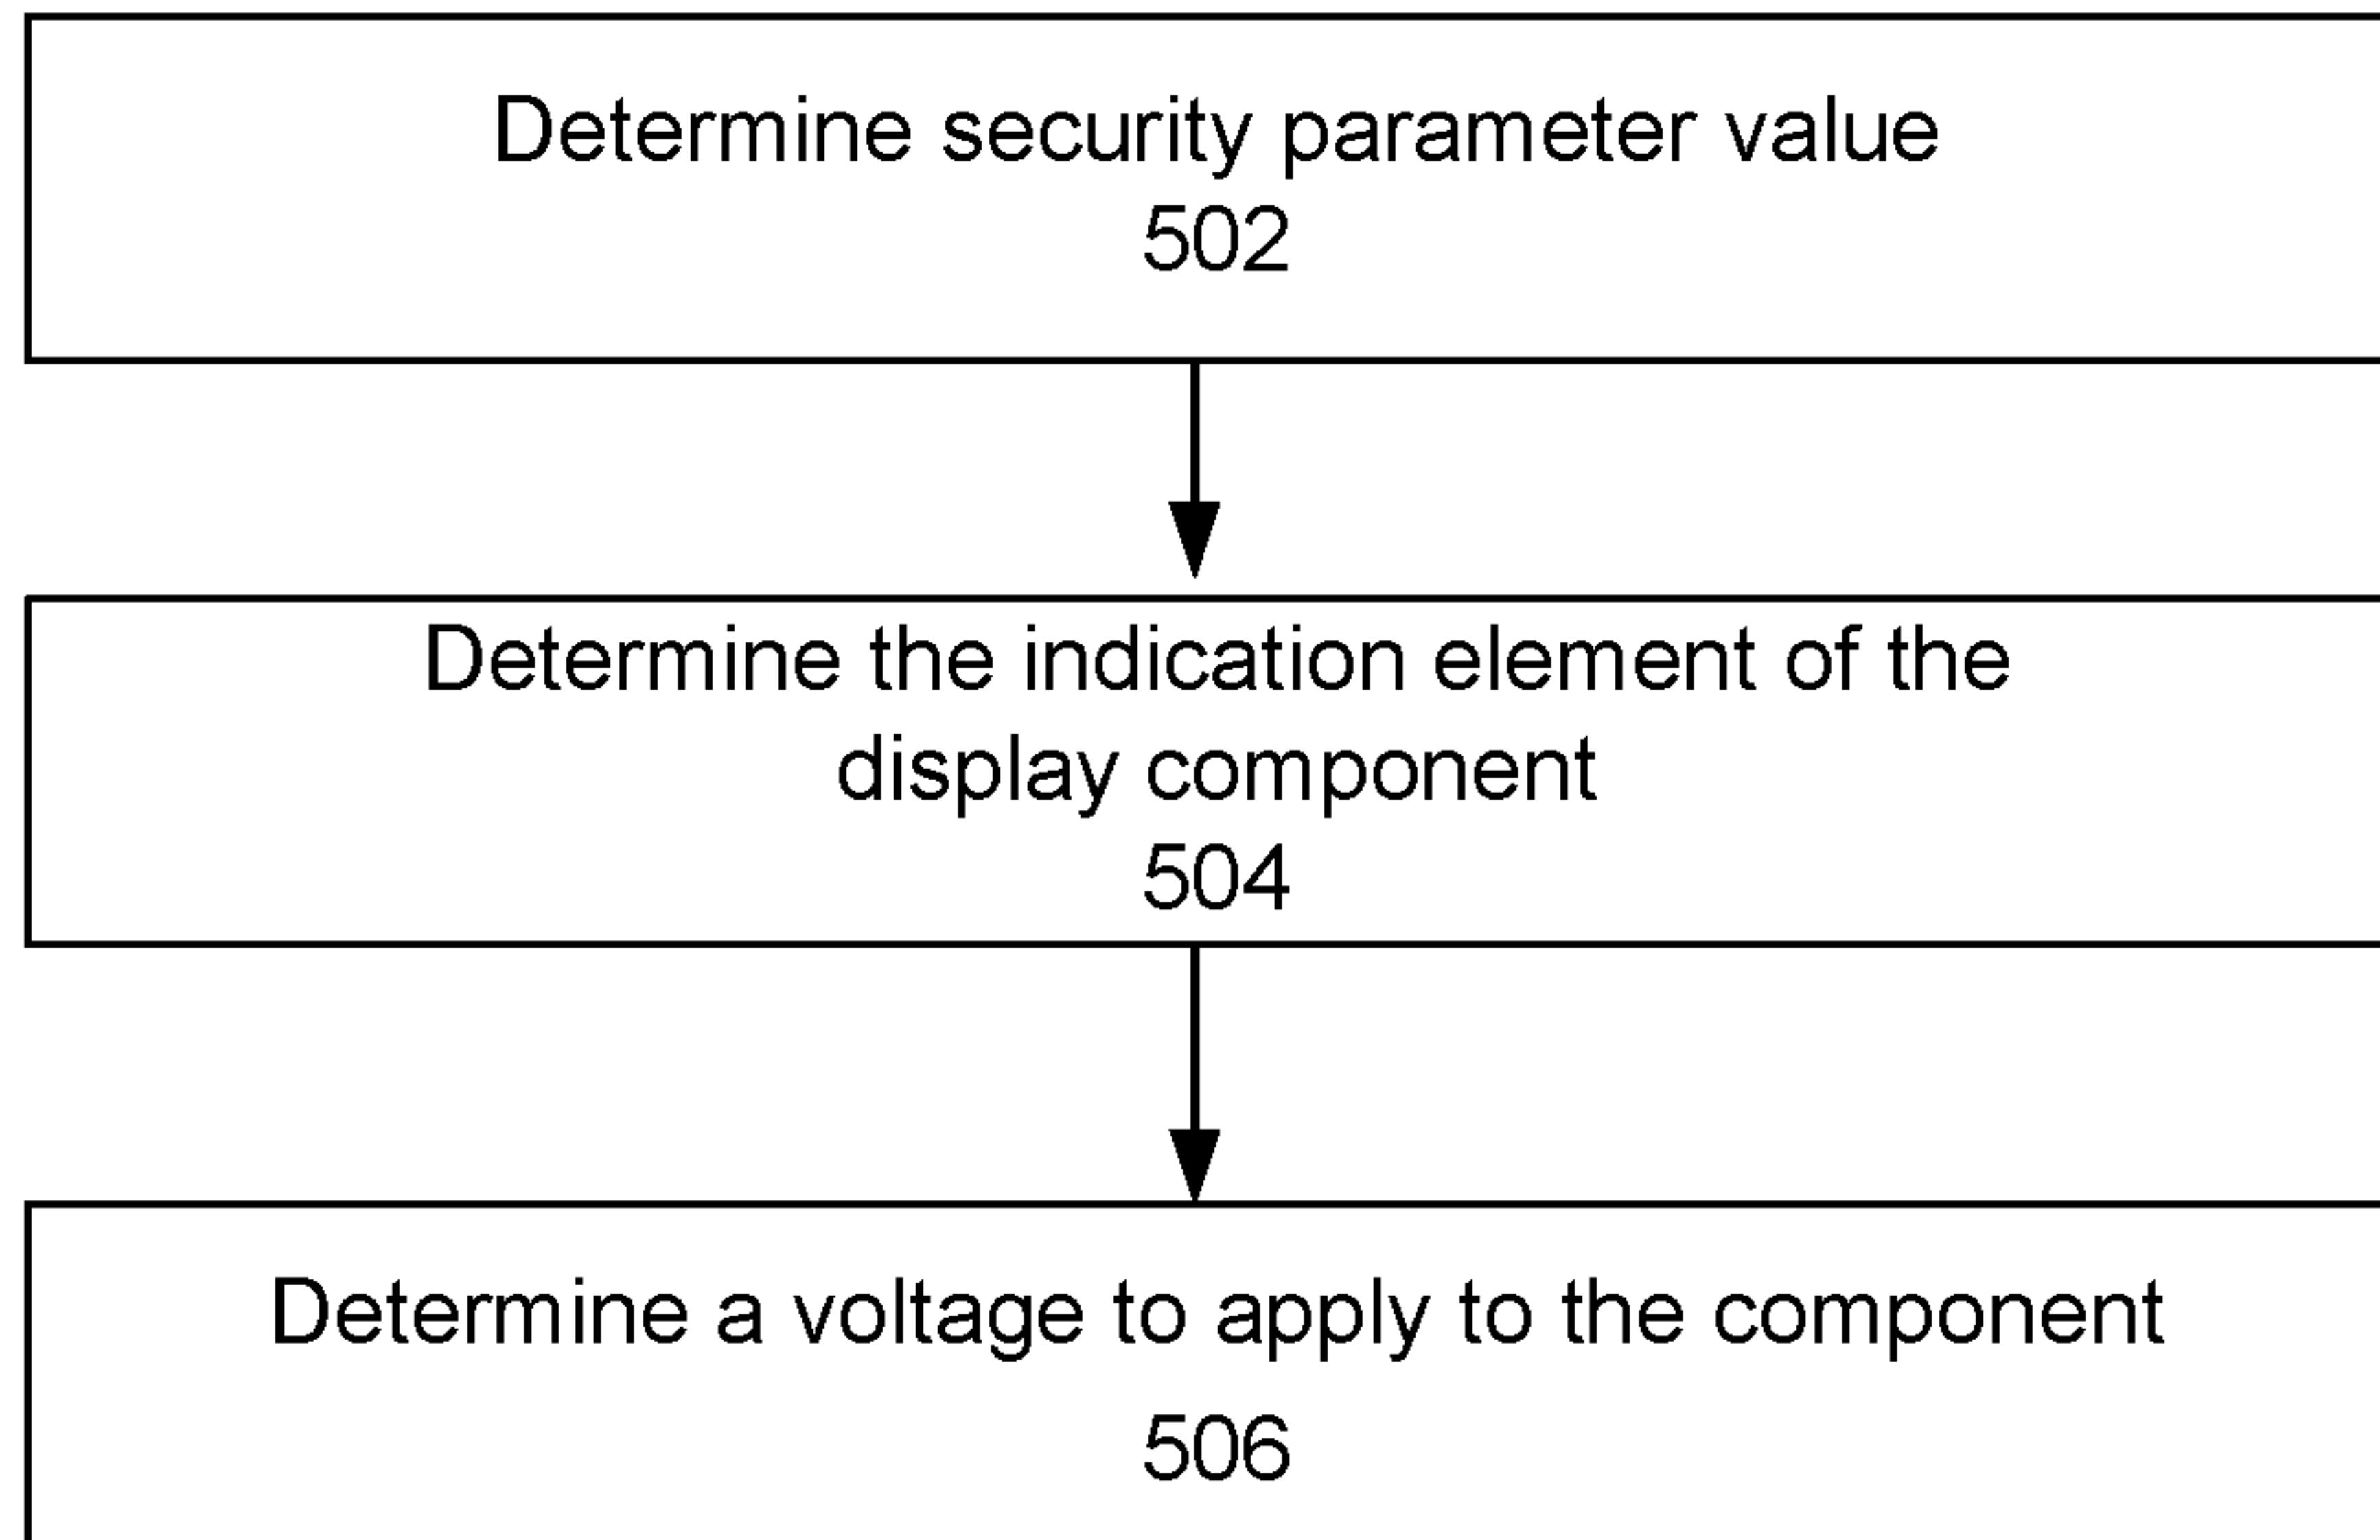 Determine security parameter value
502
Determine the indication element of the
display component
504
Determine a voltage to apply to the component
506